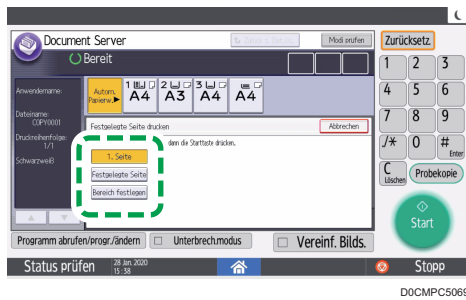 Document Server
Modi prüfen
Zurücksetz.
Bereit
1 2 3
Anwendername:
Autom. Papierw.▶
1 A4
2 A3
3 A4
A4
4 5 6
Dateiname:
COPY0001
Festgelegte Seite drucken
Abbrechen
7 8 9
Druckreihenfolge:
1/1
dann die Starttaste drücken.
./* 0 #
Enter
Schwarzweiß
1. Seite
Festgelegte Seite
Bereich festlegen
C
Löschen
Probekopie
Start
Programm abrufen/progr./ändern
Unterbrech.modus
Vereinf. Bilds.
Status prüfen
28 Jan. 2020
15:38
Stopp
D0CMPC5069